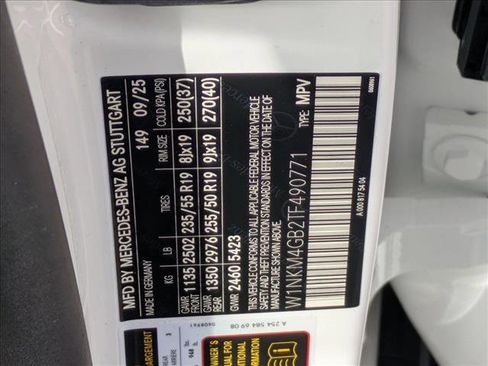 MFD BY MERCEDES-BENZ AG STUTTGART
MADE IN GERMANY 149 09/25
KG LB TIRES RIM SIZE COLD KPA(PSI)
GAWR FRONT 1135 2502 235/55 R19 8Jx19 250(37)
GAWR REAR 1350 2976 255/50 R19 9Jx19 270(40)
GVWR 2460 5423
THIS VEHICLE CONFORMS TO ALL APPLICABLE FEDERAL MOTOR VEHICLE
SAFETY, BUMPER, AND THEFT PREVENTION STANDARDS IN EFFECT ON THE DATE OF
MANUFACTURE SHOWN ABOVE.
W1NKM4GB2TF490771 TYPE: MPV
A 000 817 54 04
A 254 584 69 08